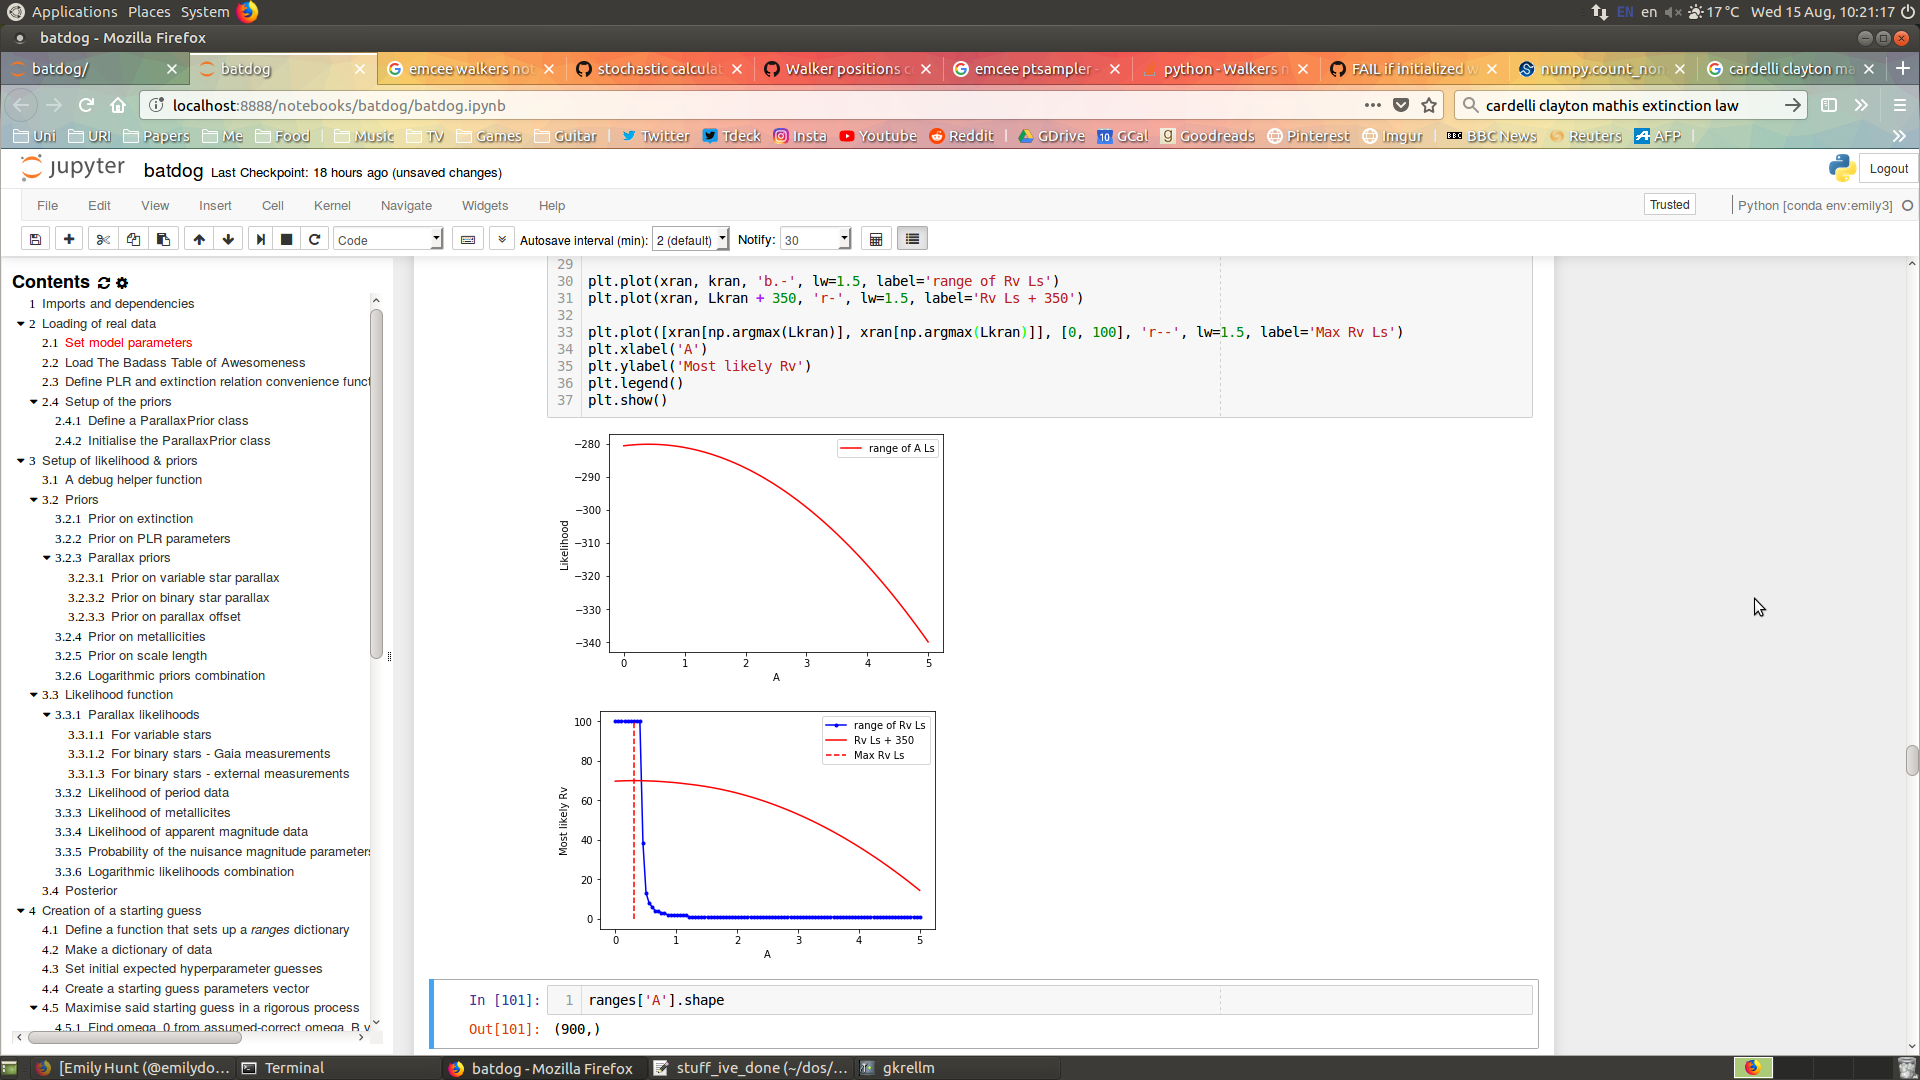 Applications Places System EN en 17 °C Wed 15 Aug, 10:21:17
batdog - Mozilla Firefox
batdog/ batdog emcee walkers no stochastic calculat Walker positions c emcee ptsampler - python - Walkers n FAIL if initialized w numpy.count_non cardelli clayton ma
localhost:8888/notebooks/batdog/batdog.ipynb cardelli clayton mathis extinction law
Uni URI Papers Me Food Music TV Games Guitar Twitter Tdeck Insta Youtube Reddit GDrive 10 GCal Goodreads Pinterest Imgur BBC News Reuters AFP
jupyter batdog Last Checkpoint: 18 hours ago (unsaved changes) Logout
File Edit View Insert Cell Kernel Navigate Widgets Help Trusted Python [conda env:emily3]
Code Autosave interval (min): 2 (default) Notify: 30
Contents
1 Imports and dependencies
2 Loading of real data
2.1 Set model parameters
2.2 Load The Badass Table of Awesomeness
2.3 Define PLR and extinction relation convenience funct
2.4 Setup of the priors
2.4.1 Define a ParallaxPrior class
2.4.2 Initialise the ParallaxPrior class
3 Setup of likelihood & priors
3.1 A debug helper function
3.2 Priors
3.2.1 Prior on extinction
3.2.2 Prior on PLR parameters
3.2.3 Parallax priors
3.2.3.1 Prior on variable star parallax
3.2.3.2 Prior on binary star parallax
3.2.3.3 Prior on parallax offset
3.2.4 Prior on metallicities
3.2.5 Prior on scale length
3.2.6 Logarithmic priors combination
3.3 Likelihood function
3.3.1 Parallax likelihoods
3.3.1.1 For variable stars
3.3.1.2 For binary stars - Gaia measurements
3.3.1.3 For binary stars - external measurements
3.3.2 Likelihood of period data
3.3.3 Likelihood of metallicites
3.3.4 Likelihood of apparent magnitude data
3.3.5 Probability of the nuisance magnitude parameters
3.3.6 Logarithmic likelihoods combination
3.4 Posterior
4 Creation of a starting guess
4.1 Define a function that sets up a ranges dictionary
4.2 Make a dictionary of data
4.3 Set initial expected hyperparameter guesses
4.4 Create a starting guess parameters vector
4.5 Maximise said starting guess in a rigorous process
4.5.1 Find omega_0 from assumed-correct omega_B v
29
30 plt.plot(xran, kran, 'b.-', lw=1.5, label='range of Rv Ls')
31 plt.plot(xran, Lkran + 350, 'r-', lw=1.5, label='Rv Ls + 350')
32
33 plt.plot([xran[np.argmax(Lkran)], xran[np.argmax(Lkran)]], [0, 100], 'r--', lw=1.5, label='Max Rv Ls')
34 plt.xlabel('A')
35 plt.ylabel('Most likely Rv')
36 plt.legend()
37 plt.show()
range of A Ls
Likelihood
−280
−290
−300
−310
−320
−330
−340
0 1 2 3 4 5
A
range of Rv Ls
Rv Ls + 350
Max Rv Ls
Most likely Rv
100
80
60
40
20
0
0 1 2 3 4 5
A
In [101]: 1 ranges['A'].shape
Out[101]: (900,)
[Emily Hunt (@emilydo... Terminal batdog - Mozilla Firefox stuff_ive_done (~/dos/... gkrellm